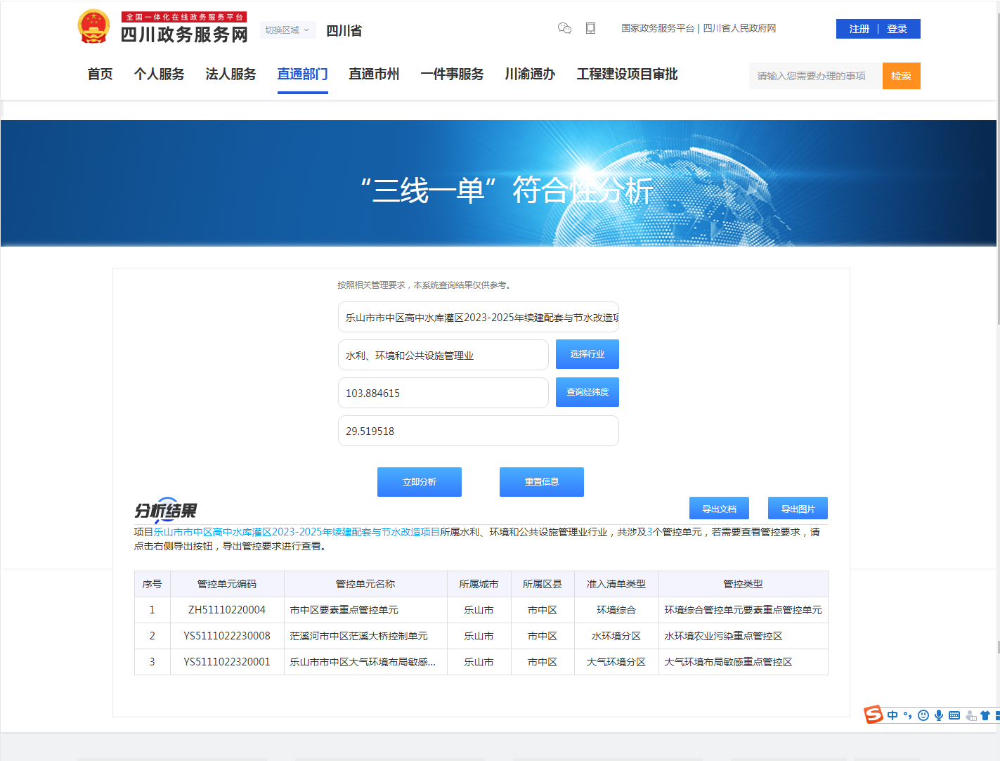 全国一体化在线政务服务平台
四川政务服务网
切换区域
四川省
国家政务服务平台 | 四川省人民政府网
注册 | 登录
首页 个人服务 法人服务 直通部门 直通市州 一件事服务 川渝通办 工程建设项目审批
请输入您需要办理的事项
检索
“三线一单”符合性分析
按照相关管理要求，本系统查询结果仅供参考。
乐山市市中区高中水库灌区2023-2025年续建配套与节水改造项
水利、环境和公共设施管理业
选择行业
103.884615
查询经纬度
29.519518
立即分析 重置信息
分析结果
导出文档 导出图片
项目乐山市市中区高中水库灌区2023-2025年续建配套与节水改造项目所属水利、环境和公共设施管理业行业，共涉及3个管控单元，若需要查看管控要求，请
点击右侧导出按钮，导出管控要求进行查看。
序号 管控单元编码 管控单元名称 所属城市 所属区县 准入清单类型 管控类型
1 ZH51110220004 市中区要素重点管控单元 乐山市 市中区 环境综合 环境综合管控单元要素重点管控单元
2 YS5111022230008 茫溪河市中区茫溪大桥控制单元 乐山市 市中区 水环境分区 水环境农业污染重点管控区
3 YS5111022320001 乐山市市中区大气环境布局敏感... 乐山市 市中区 大气环境分区 大气环境布局敏感重点管控区
中